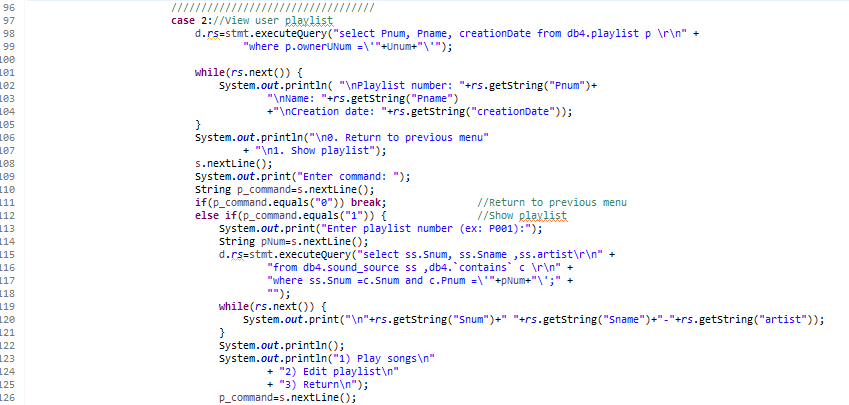 96 //////////////////////////////////
97 case 2://View user playlist
98 d.rs=stmt.executeQuery("select Pnum, Pname, creationDate from db4.playlist p \r\n" +
99 "where p.ownerUNum =\'"+Unum+"\'");
100
101 while(rs.next()) {
102 System.out.println( "\nPlaylist number: "+rs.getString("Pnum")+
103 "\nName: "+rs.getString("Pname")
104 +"\nCreation date: "+rs.getString("creationDate"));
105 }
106 System.out.println("\n0. Return to previous menu"
107 + "\n1. Show playlist");
108 s.nextLine();
109 System.out.print("Enter command: ");
110 String p_command=s.nextLine();
111 if(p_command.equals("0")) break; //Return to previous menu
112 else if(p_command.equals("1")) { //Show playlist
113 System.out.print("Enter playlist number (ex: P001):");
114 String pNum=s.nextLine();
115 d.rs=stmt.executeQuery("select ss.Snum, ss.Sname ,ss.artist\r\n" +
116 "from db4.sound_source ss ,db4.`contains` c \r\n" +
117 "where ss.Snum =c.Snum and c.Pnum =\'"+pNum+"\';" +
118 "");
119 while(rs.next()) {
120 System.out.print("\n"+rs.getString("Snum")+" "+rs.getString("Sname")+"-"+rs.getString("artist"));
121 }
122 System.out.println();
123 System.out.println("1) Play songs\n"
124 + "2) Edit playlist\n"
125 + "3) Return\n");
126 p_command=s.nextLine();